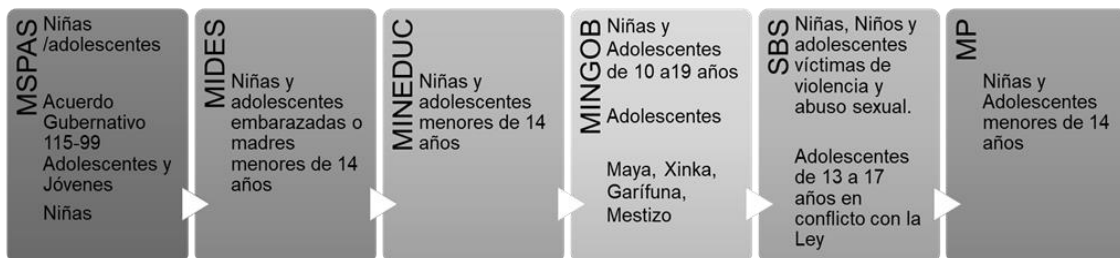 MSPAS
Niñas
/adolescentes
Acuerdo
Gubernativo
115-99
Adolescentes y
Jóvenes
Niñas
MIDES
Niñas y
adolescentes
embarazadas o
madres
menores de 14
años
MINEDUC
Niñas y
adolescentes
menores de 14
años
MINGOB
Niñas y
Adolescentes
de 10 a19 años
Adolescentes
Maya, Xinka,
Garífuna,
Mestizo
SBS
Niñas, Niños y
adolescentes
víctimas de
violencia y
abuso sexual.
Adolescentes
de 13 a 17
años en
conflicto con la
Ley
MP
Niñas y
Adolescentes
menores de 14
años